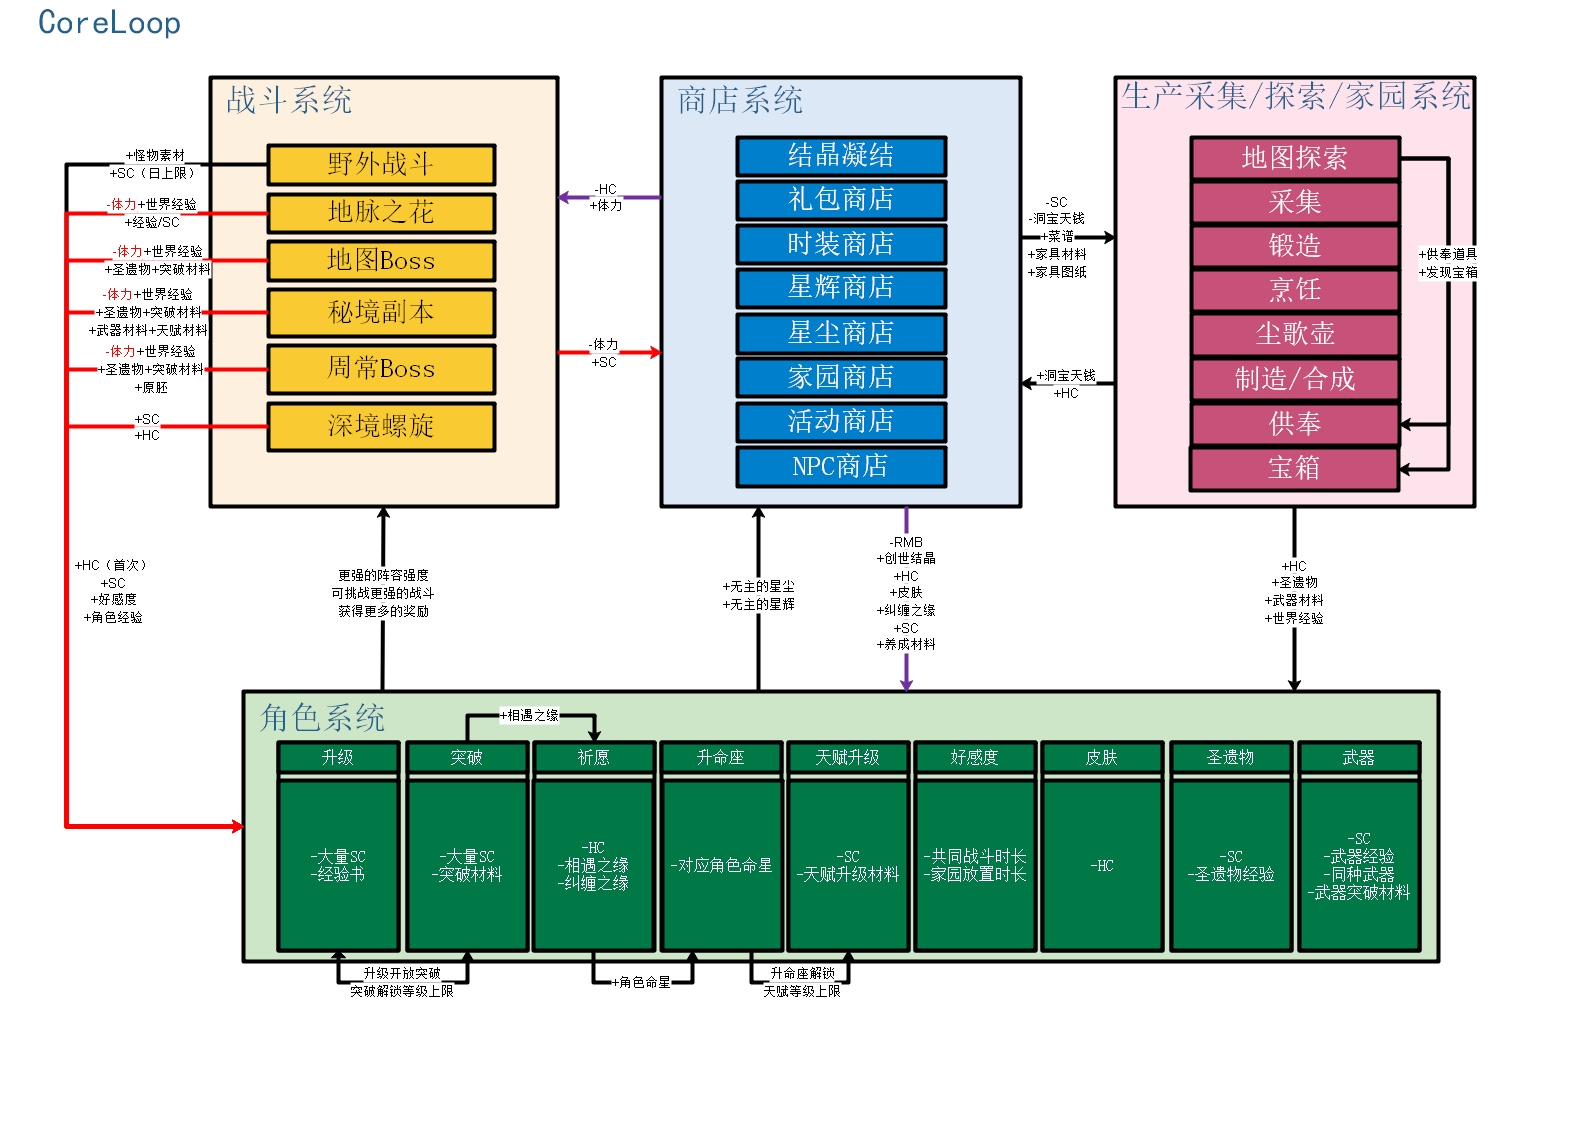 CoreLoop
战斗系统
野外战斗
地脉之花
地图Boss
秘境副本
周常Boss
深境螺旋
+怪物素材
+SC（日上限）
-体力+世界经验
+经验/SC
-体力+世界经验
+圣遗物+突破材料
-体力+世界经验
+圣遗物+突破材料
+武器材料+天赋材料
-体力+世界经验
+圣遗物+突破材料
+原胚
+SC
+HC
+HC（首次）
+SC
+好感度
+角色经验
-HC
+体力
-体力
+SC
商店系统
结晶凝结
礼包商店
时装商店
星辉商店
星尘商店
家园商店
活动商店
NPC商店
-SC
-洞宝天钱
+菜谱
+家具材料
+家具图纸
+洞宝天钱
+HC
生产采集/探索/家园系统
地图探索
采集
锻造
烹饪
尘歌壶
制造/合成
供奉
宝箱
+供奉道具
+发现宝箱
更强的阵容强度
可挑战更强的战斗
获得更多的奖励
+无主的星尘
+无主的星辉
-RMB
+创世结晶
+HC
+皮肤
+纠缠之缘
+SC
+养成材料
+HC
+圣遗物
+武器材料
+世界经验
角色系统
+相遇之缘
升级
-大量SC
-经验书
突破
-大量SC
-突破材料
祈愿
-HC
-相遇之缘
-纠缠之缘
升命座
-对应角色命星
天赋升级
-SC
-天赋升级材料
好感度
-共同战斗时长
-家园放置时长
皮肤
-HC
圣遗物
-SC
-圣遗物经验
武器
-SC
-武器经验
-同种武器
-武器突破材料
升级开放突破
突破解锁等级上限
+角色命星
升命座解锁
天赋等级上限